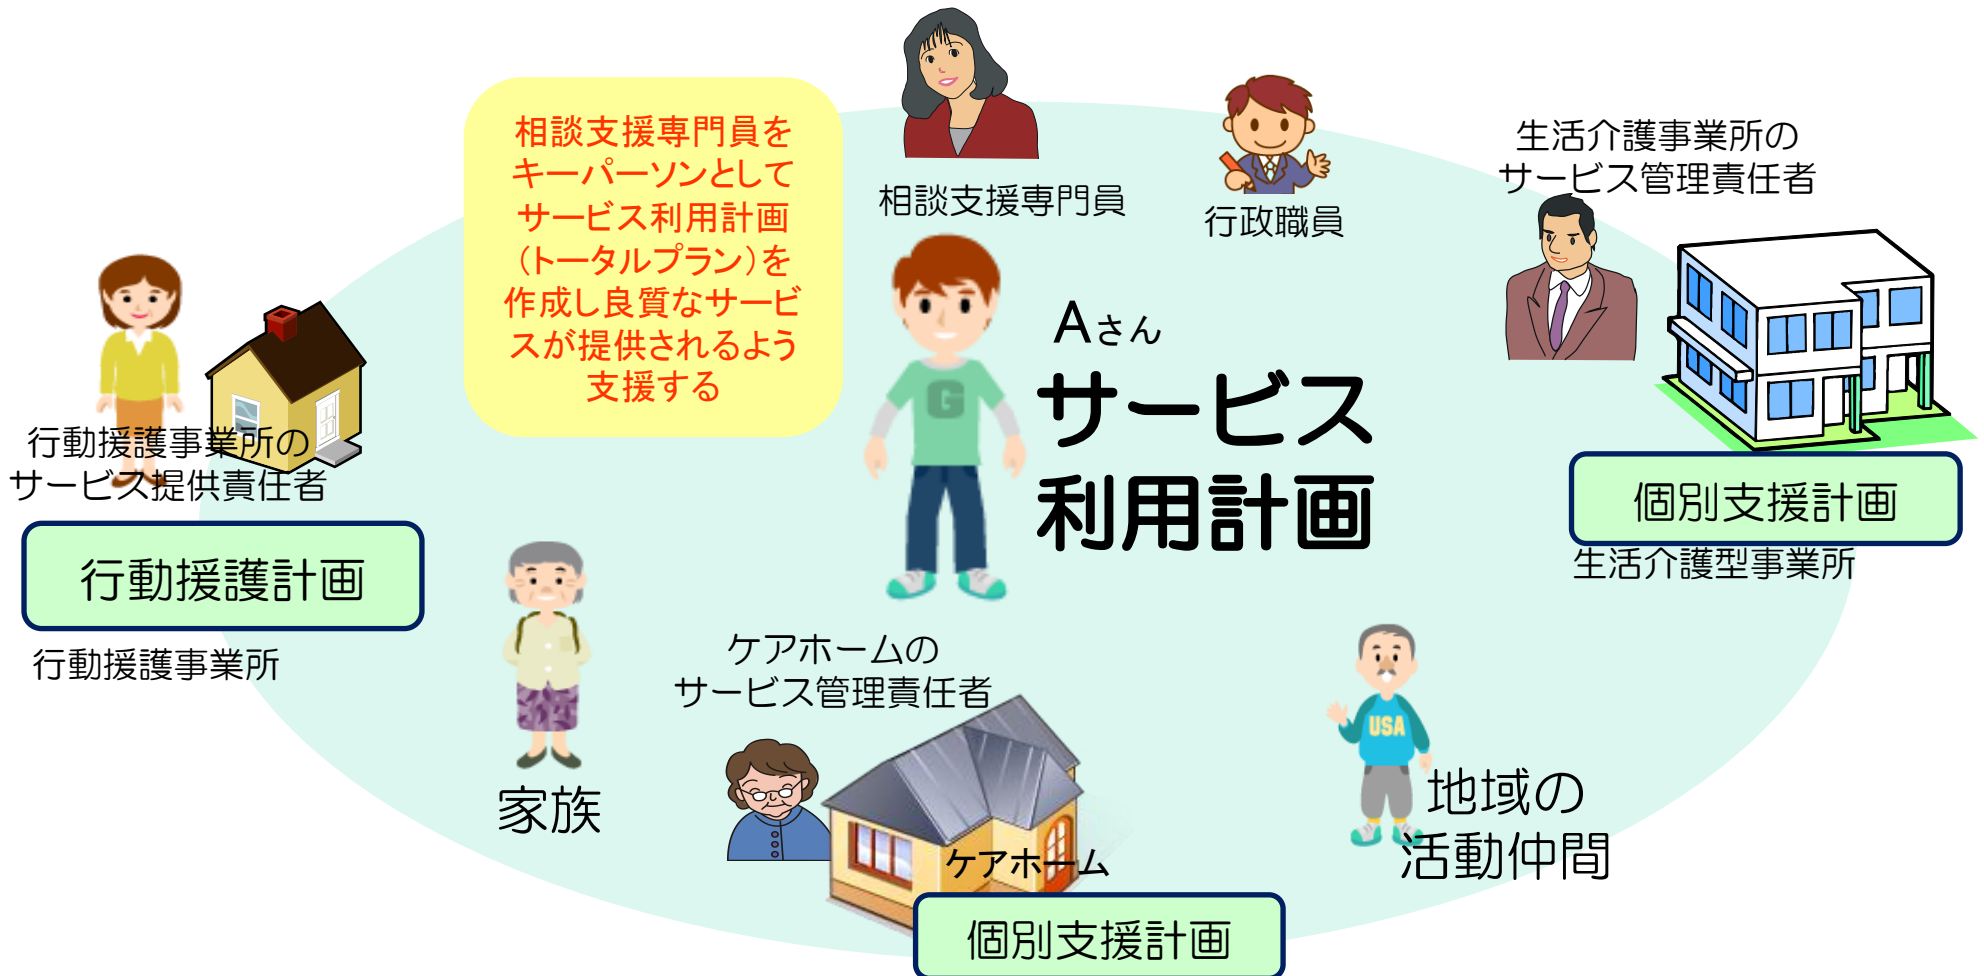 相談支援専門員を
キーパーソンとして
サービス利用計画
（トータルプラン）を
作成し良質なサービ
スが提供されるよう
支援する
相談支援専門員
行政職員
生活介護事業所の
サービス管理責任者
Aさん
サービス
利用計画
G
行動援護事業所の
サービス提供責任者
行動援護計画
行動援護事業所
個別支援計画
生活介護型事業所
家族
ケアホームの
サービス管理責任者
ケアホーム
個別支援計画
USA
地域の
活動仲間